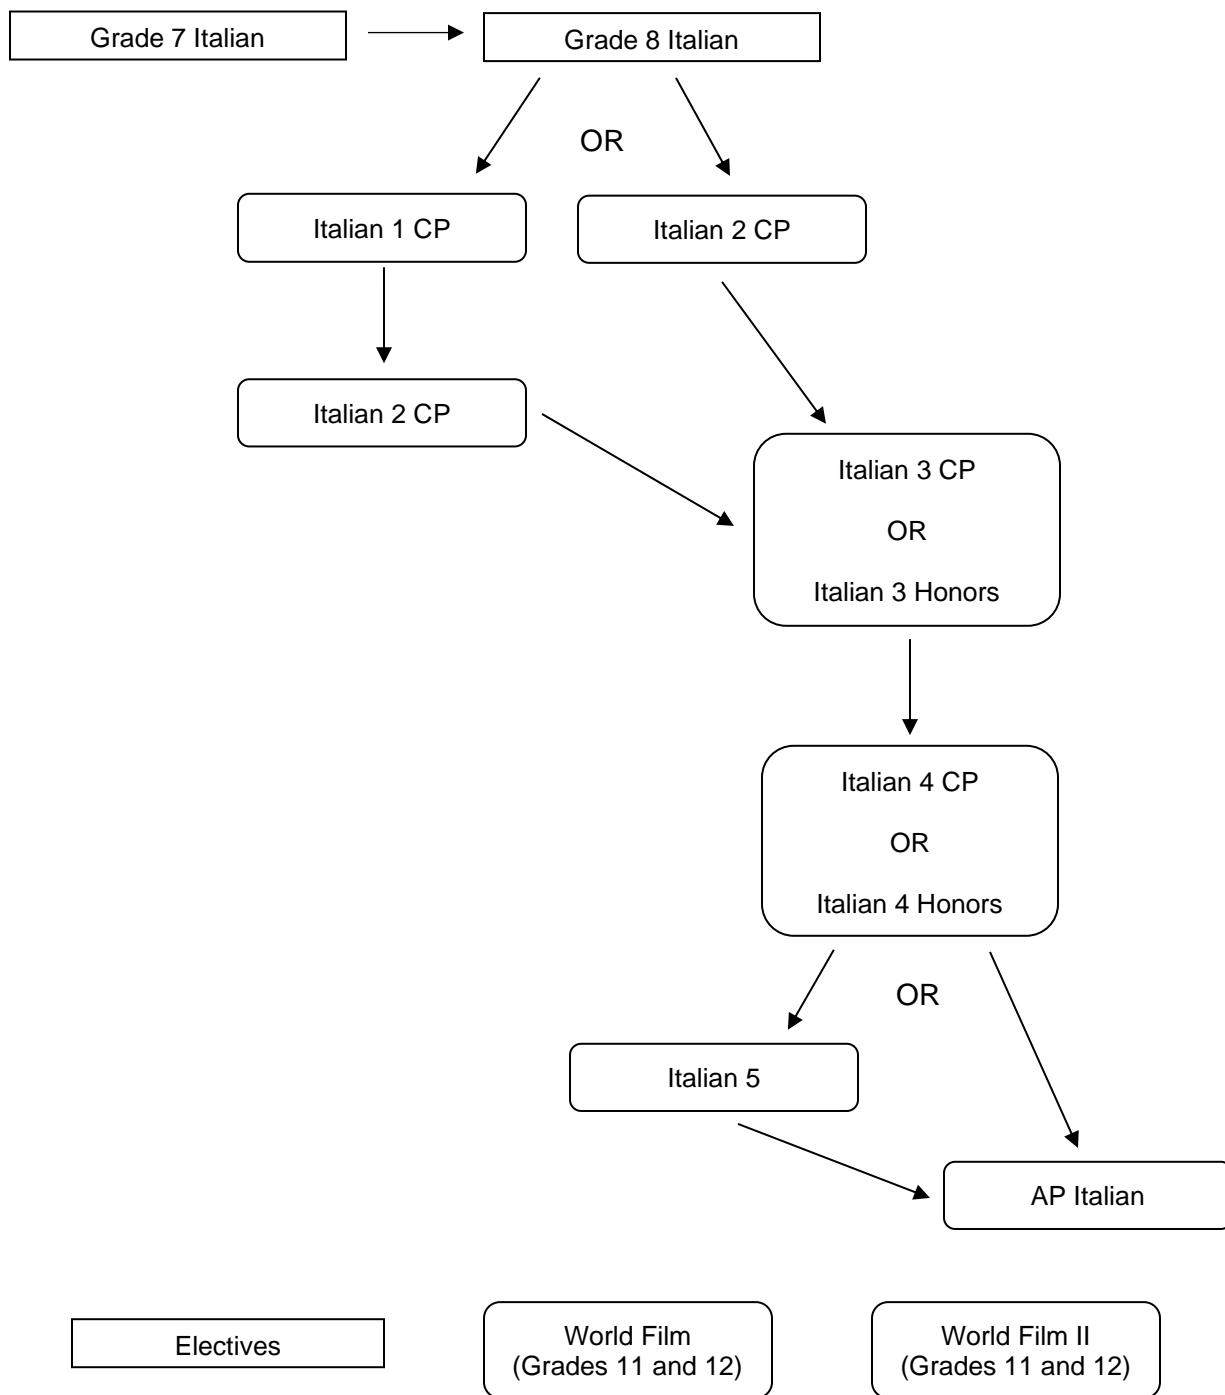 Grade 7 Italian
Grade 8 Italian
OR
Italian 1 CP
Italian 2 CP
Italian 2 CP
Italian 3 CP
OR
Italian 3 Honors
Italian 4 CP
OR
Italian 4 Honors
OR
Italian 5
AP Italian
Electives
World Film
(Grades 11 and 12)
World Film II
(Grades 11 and 12)